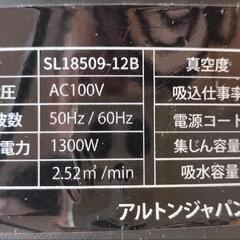 SL18509-12B 真空度
圧 AC100V 吸込仕事率
波数 50Hz / 60Hz 電源コード
電力 1300W 集じん容量
2.52㎥/min 吸水容量
アルトンジャパン